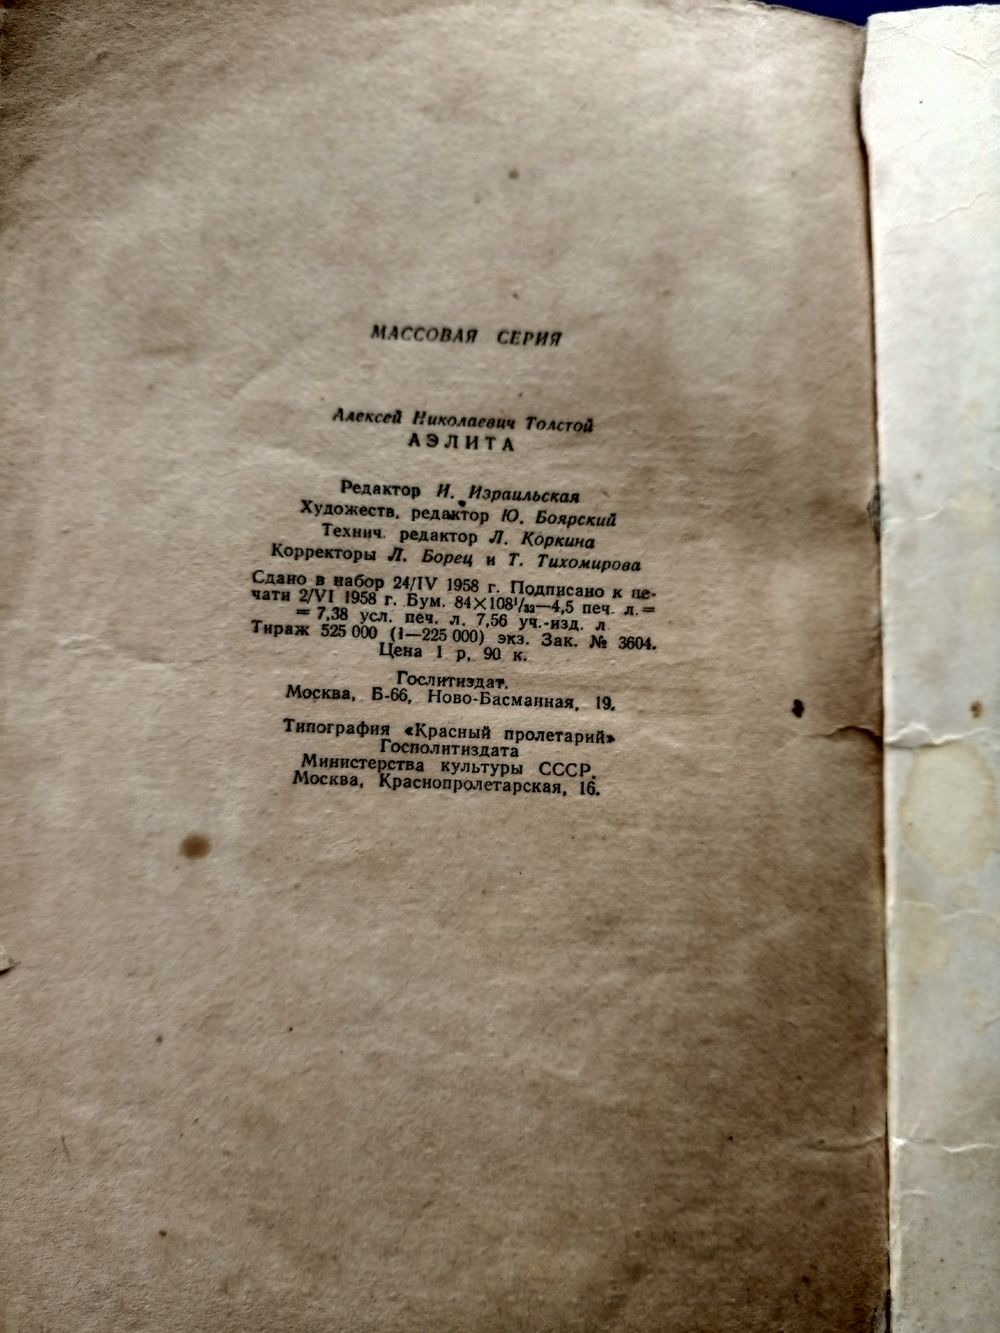 МАССОВАЯ СЕРИЯ
Алексей Николаевич Толстой
АЭЛИТА
Редактор И. Израильская
Художеств. редактор Ю. Боярский
Технич. редактор Л. Коркина
Корректоры Л. Борец и Т. Тихомирова
Сдано в набор 24/IV 1958 г. Подписано к пе-
чати 2/VI 1958 г. Бум. 84×108¹/₃₂—4,5 печ. л.=
= 7,38 усл. печ. л. 7,56 уч.-изд. л
Тираж 525 000 (1—225 000) экз. Зак. № 3604.
Цена 1 р. 90 к.
Гослитиздат.
Москва, Б-66, Ново-Басманная, 19.
Типография «Красный пролетарий»
Госполитиздата
Министерства культуры СССР.
Москва, Краснопролетарская, 16.